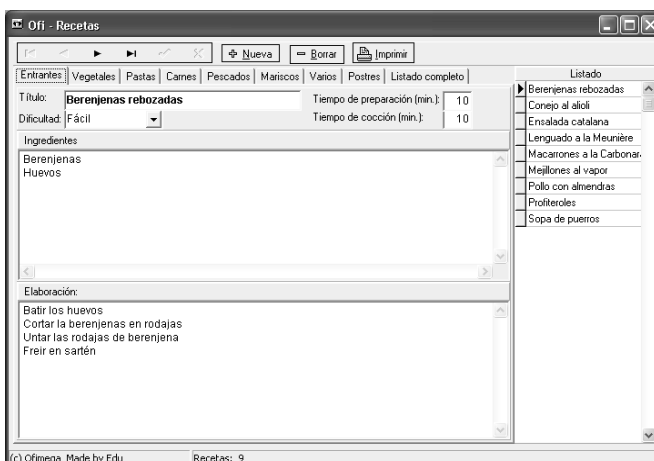 Ofi - Recetas
Nueva Borrar Imprimir
Entrantes Vegetales Pastas Carnes Pescados Mariscos Varios Postres Listado completo
Título: Berenjenas rebozadas
Tiempo de preparación (min.): 10
Dificultad: Fácil
Tiempo de cocción (min.): 10
Ingredientes
Berenjenas
Huevos
Elaboración:
Batir los huevos
Cortar la berenjenas en rodajas
Untar las rodajas de berenjena
Freir en sartén
Listado
Berenjenas rebozadas
Conejo al alioli
Ensalada catalana
Lenguado a la Meunière
Macarrones a la Carbonar
Mejillones al vapor
Pollo con almendras
Profiteroles
Sopa de puerros
(c) Ofimega Made by Edu
Recetas: 9